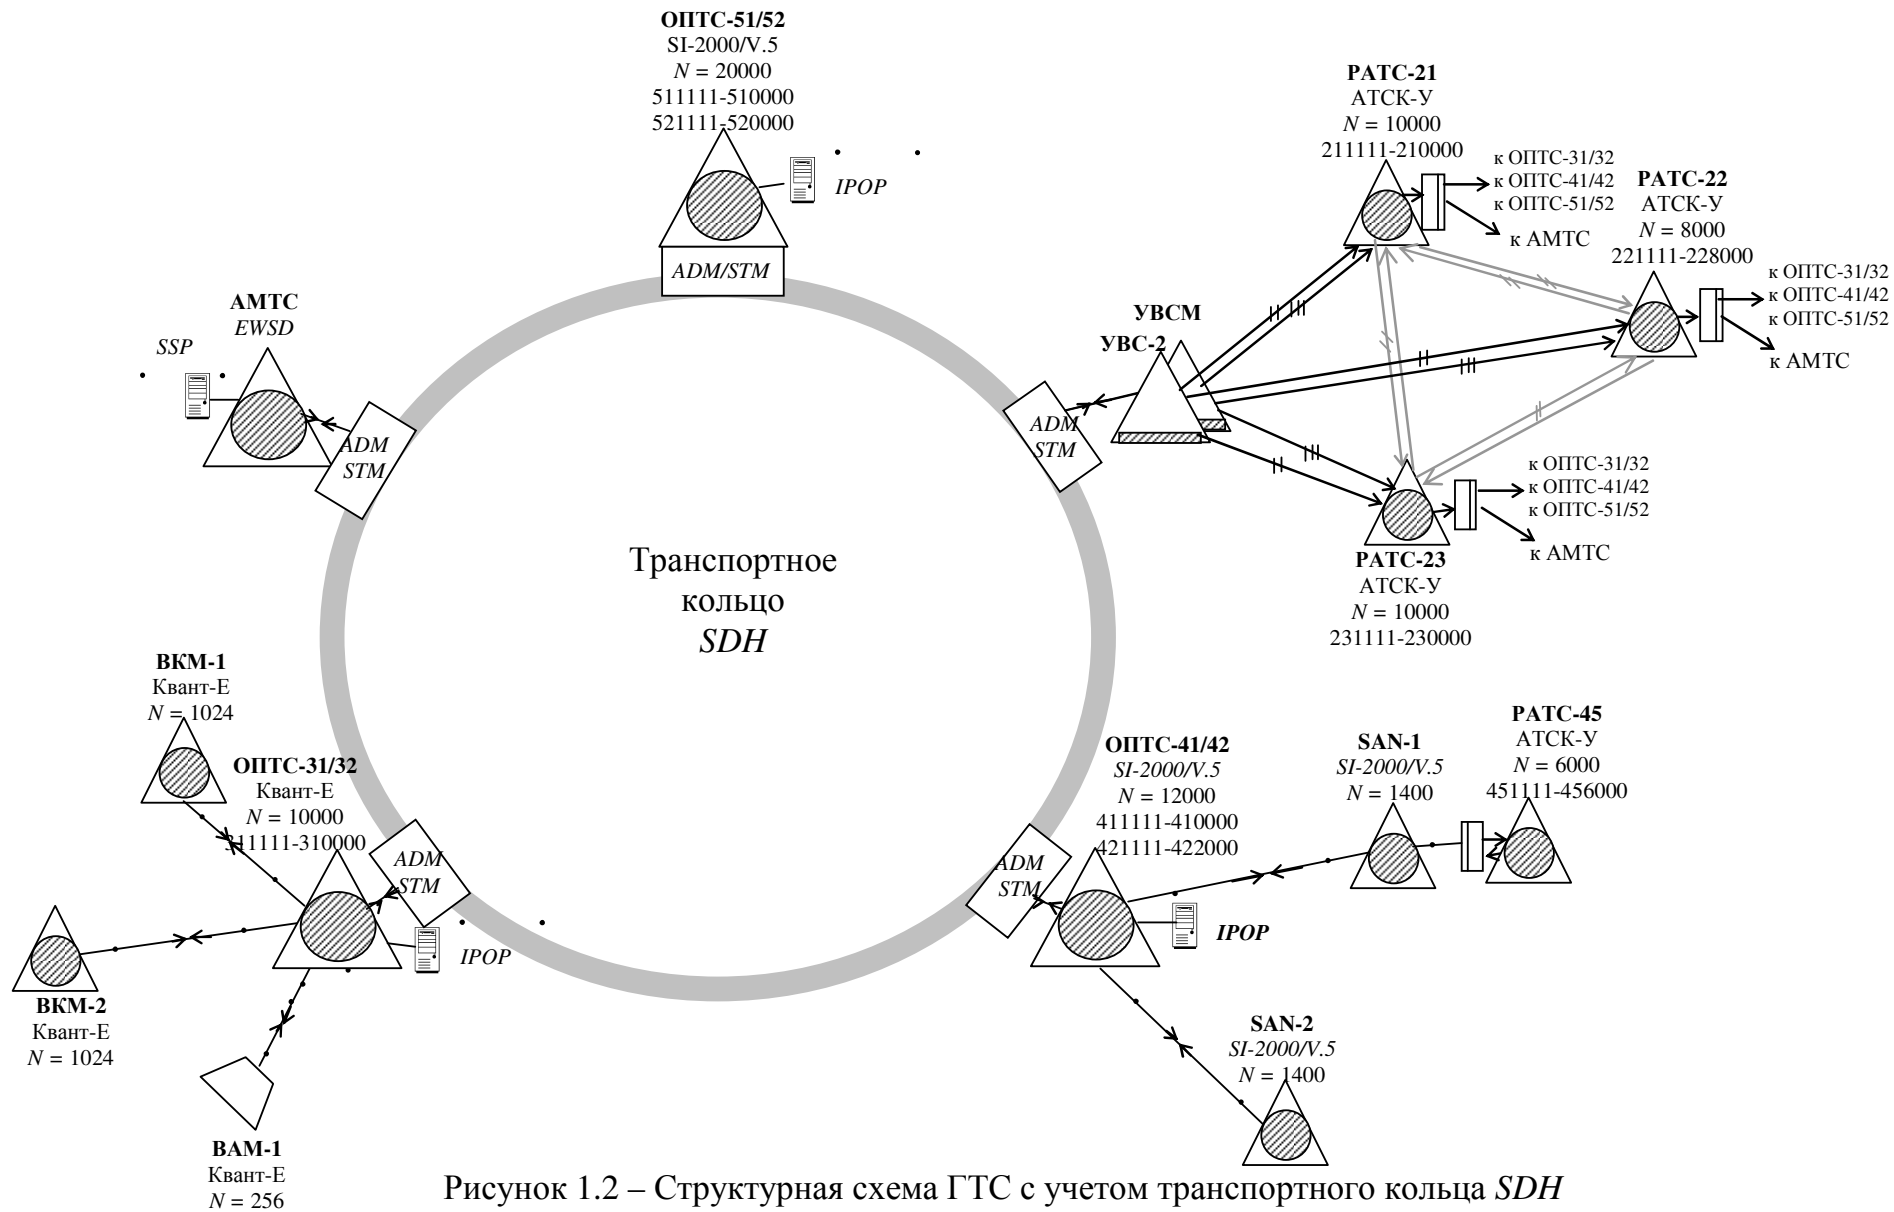 ОПТС-51/52
SI-2000/V.5
N = 20000
511111-510000
521111-520000
IPOP
ADM/STM
АМТС
EWSD
SSP
ADM
STM
РАТС-21
АТСК-У
N = 10000
211111-210000
к ОПТС-31/32
к ОПТС-41/42
к ОПТС-51/52
к АМТС
РАТС-22
АТСК-У
N = 8000
221111-228000
к ОПТС-31/32
к ОПТС-41/42
к ОПТС-51/52
к АМТС
УВСМ
УВС-2
ADM
STM
к ОПТС-31/32
к ОПТС-41/42
к ОПТС-51/52
к АМТС
РАТС-23
АТСК-У
N = 10000
231111-230000
Транспортное
кольцо
SDH
ВКМ-1
Квант-Е
N = 1024
ОПТС-31/32
Квант-Е
N = 10000
311111-310000
ADM
STM
IPOP
ВКМ-2
Квант-Е
N = 1024
ВАМ-1
Квант-Е
N = 256
ОПТС-41/42
SI-2000/V.5
N = 12000
411111-410000
421111-422000
ADM
STM
IPOP
SAN-1
SI-2000/V.5
N = 1400
РАТС-45
АТСК-У
N = 6000
451111-456000
SAN-2
SI-2000/V.5
N = 1400
Рисунок 1.2 – Структурная схема ГТС с учетом транспортного кольца SDH